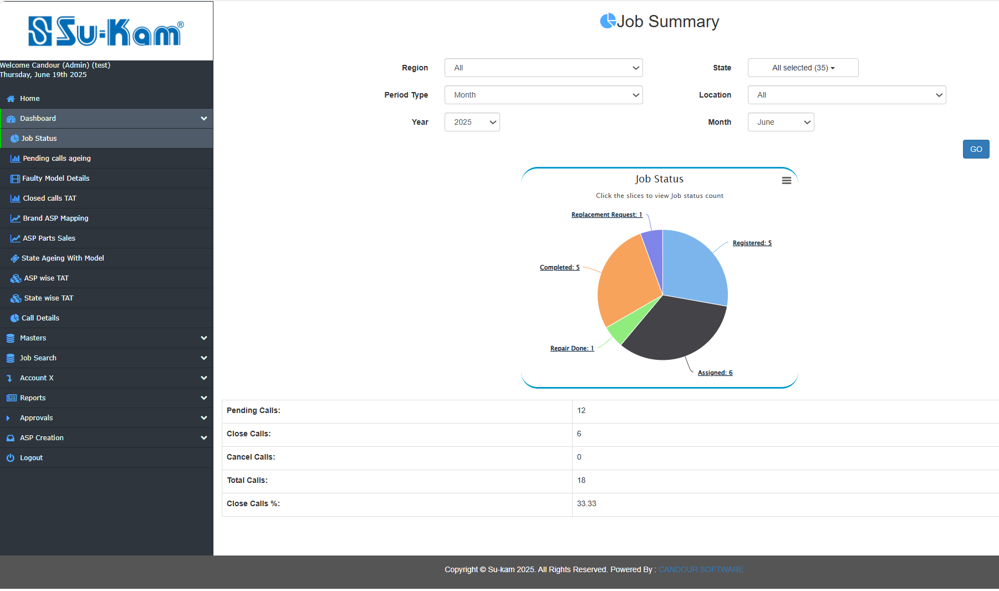 Su-Kam®
Welcome Candour (Admin) (test)
Thursday, June 19th 2025
Home
Dashboard
Job Status
Pending calls ageing
Faulty Model Details
Closed calls TAT
Brand ASP Mapping
ASP Parts Sales
State Ageing With Model
ASP wise TAT
State wise TAT
Call Details
Masters
Job Search
Account X
Reports
Approvals
ASP Creation
Logout
Job Summary
Region All State All selected (35)
Period Type Month Location All
Year 2025 Month June
GO
Job Status
Click the slices to view Job status count
Replacement Request: 1
Registered: 5
Completed: 5
Repair Done: 1
Assigned: 6
Pending Calls: 12
Close Calls: 6
Cancel Calls: 0
Total Calls: 18
Close Calls %: 33.33
Copyright © Su-kam 2025. All Rights Reserved. Powered By : CANDOUR SOFTWARE